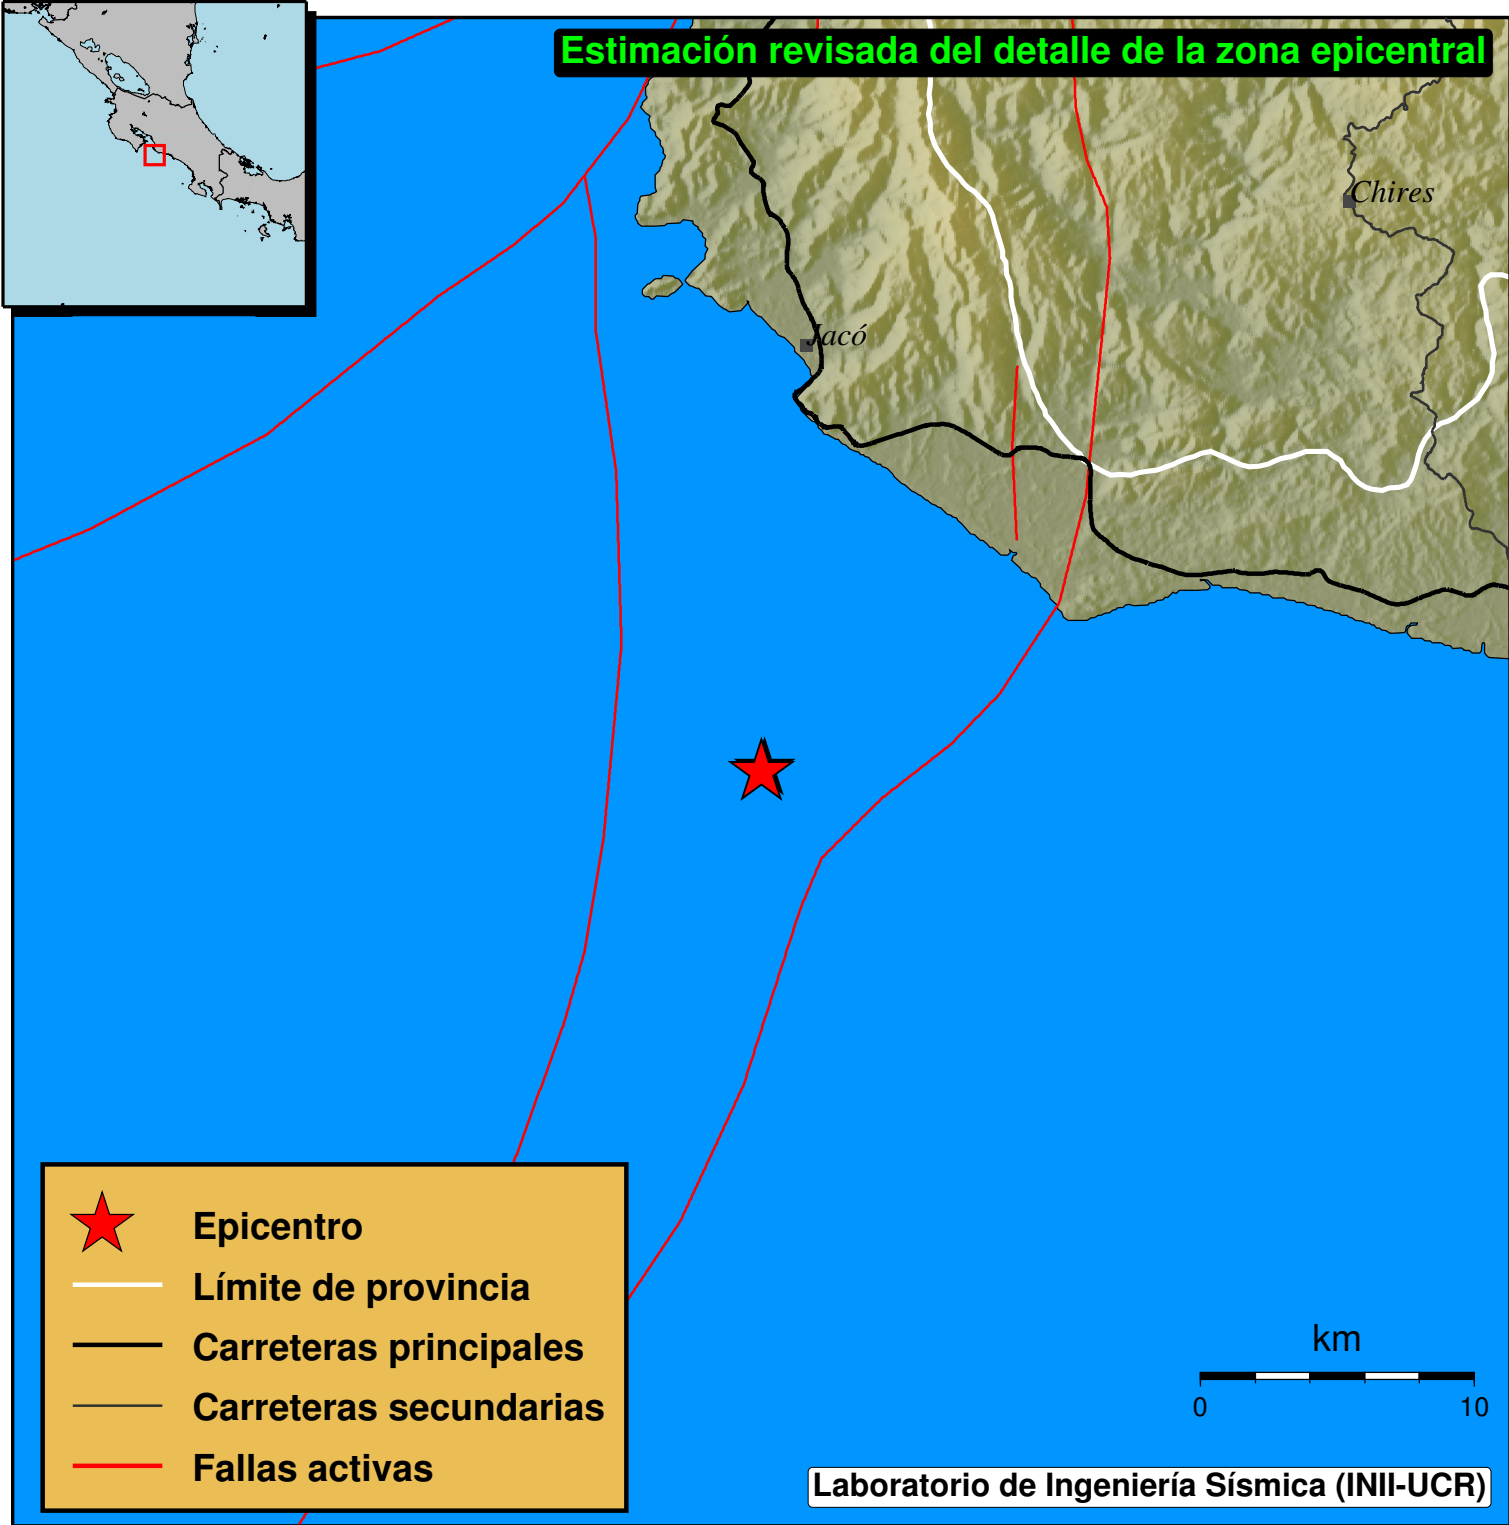 Estimación revisada del detalle de la zona epicentral
Chires
Jacó
Epicentro
Límite de provincia
Carreteras principales
Carreteras secundarias
Fallas activas
km
0 10
Laboratorio de Ingeniería Sísmica (INII-UCR)